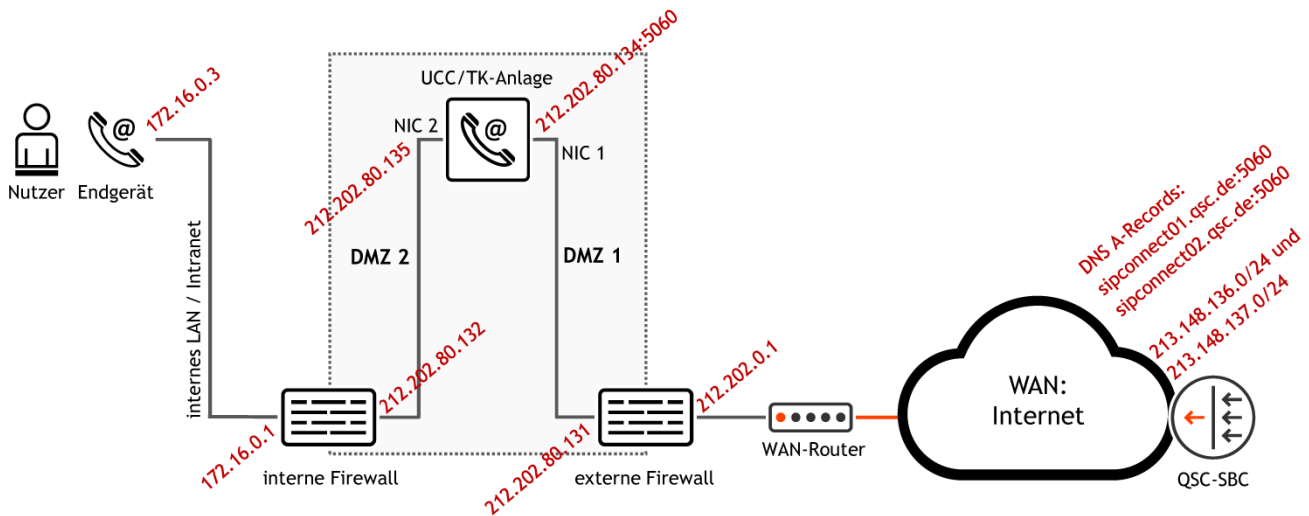 UCC/TK-Anlage
212.202.80.134:5060
172.16.0.3
NIC 2
NIC 1
212.202.80.135
Nutzer
Endgerät
internes LAN / Intranet
DMZ 2
DMZ 1
DNS A-Records:
sipconnect01.qsc.de:5060
sipconnect02.qsc.de:5060
213.148.136.0/24 und
213.148.137.0/24
212.202.80.132
212.202.0.1
WAN:
Internet
172.16.0.1
interne Firewall
212.202.80.131
externe Firewall
WAN-Router
QSC-SBC
@
@